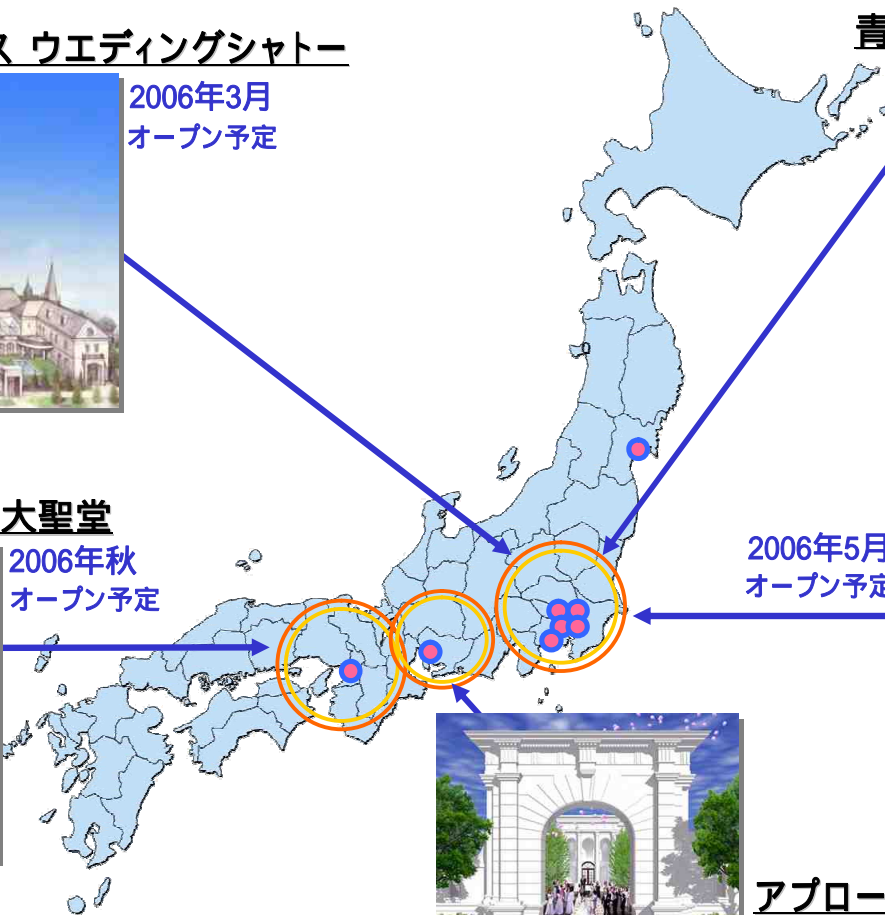 ス ウエディングシャトー
青
2006年3月
オープン予定
大聖堂
2006年秋
オープン予定
2006年5月
オープン予定
アプロー